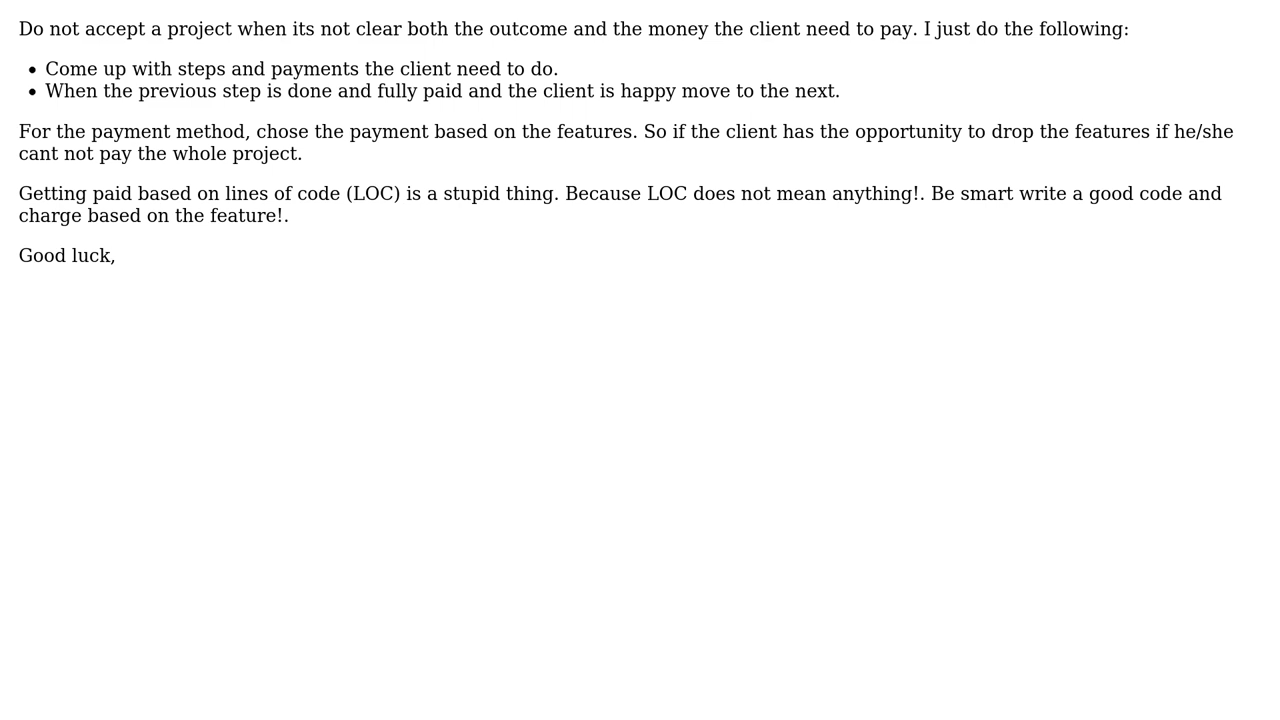 Do not accept a project when its not clear both the outcome and the money the client need to pay. I just do the following:
• Come up with steps and payments the client need to do.
• When the previous step is done and fully paid and the client is happy move to the next.
For the payment method, chose the payment based on the features. So if the client has the opportunity to drop the features if he/she
cant not pay the whole project.
Getting paid based on lines of code (LOC) is a stupid thing. Because LOC does not mean anything!. Be smart write a good code and
charge based on the feature!.
Good luck,